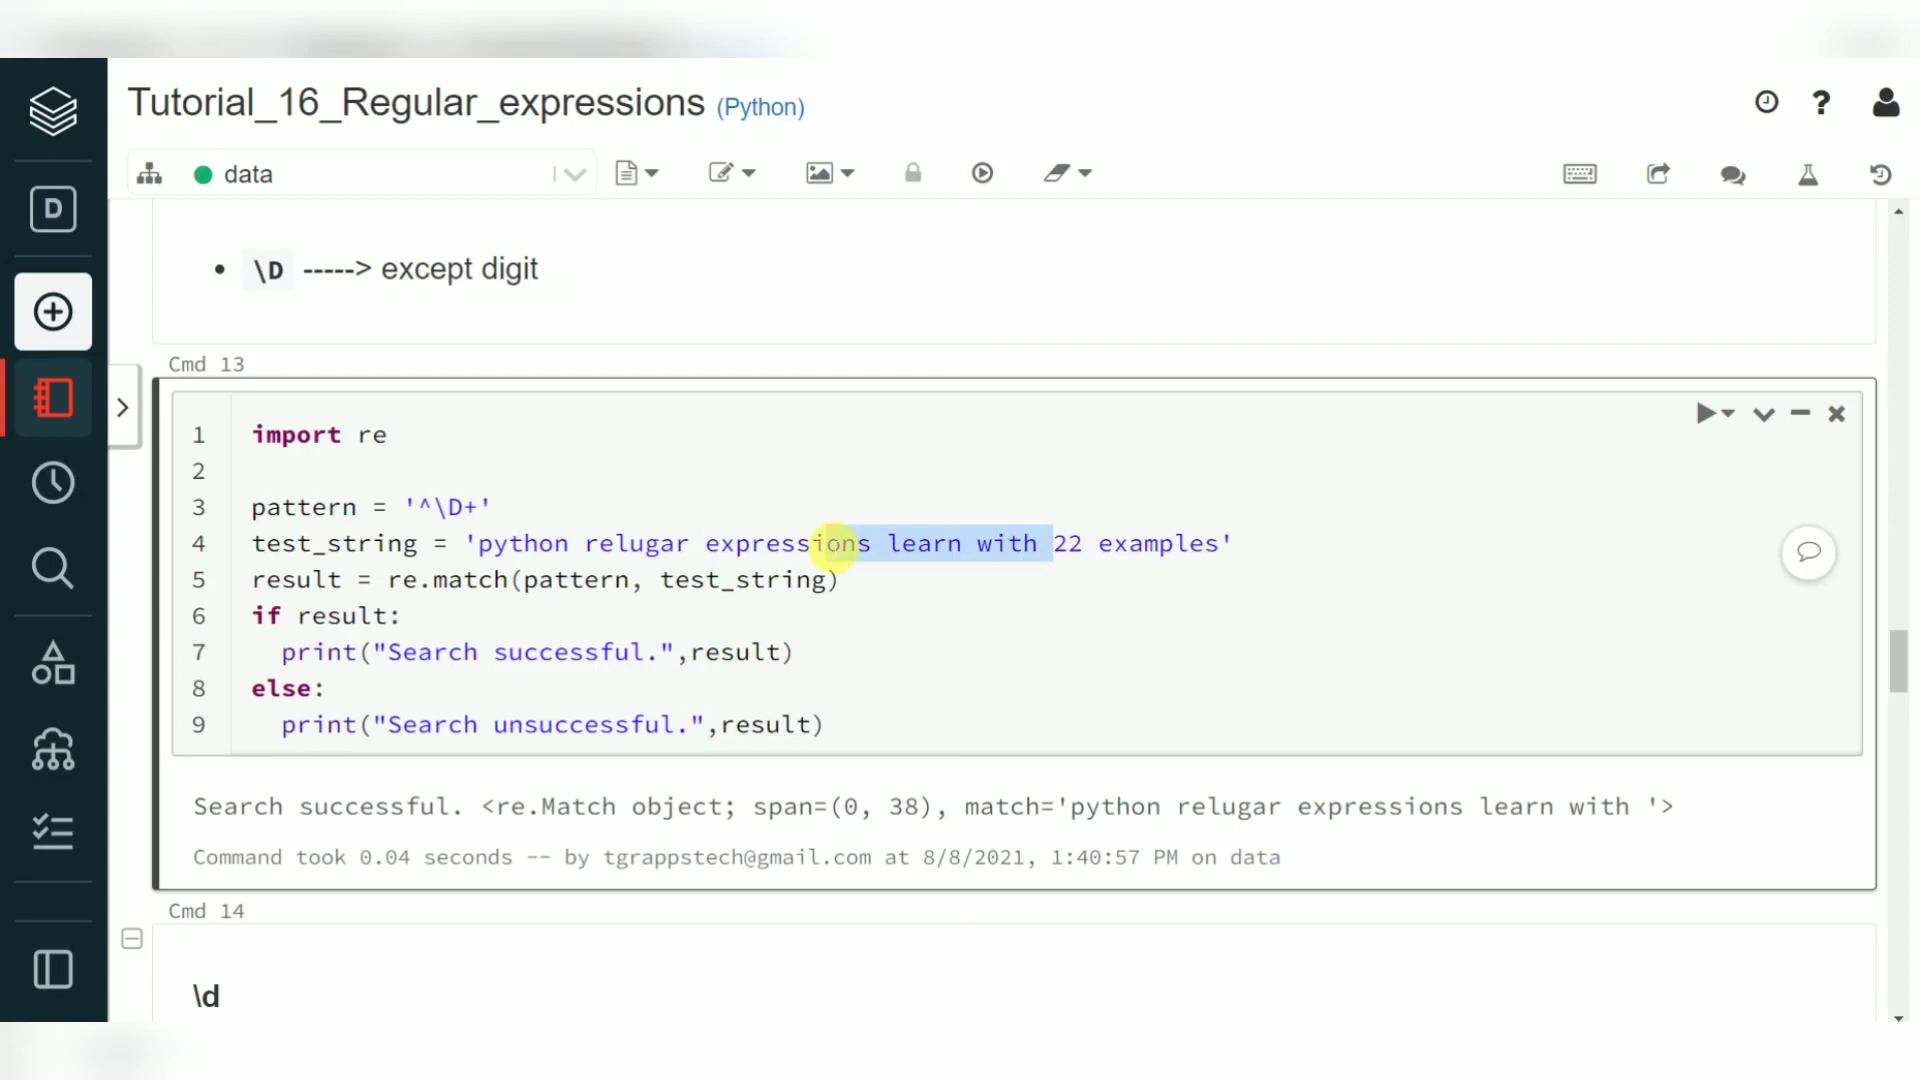 Tutorial_16_Regular_expressions (Python)
data
D
• \D -----> except digit
Cmd 13
1 import re
2
3 pattern = '^\D+'
4 test_string = 'python relugar expressions learn with 22 examples'
5 result = re.match(pattern, test_string)
6 if result:
7 print("Search successful.",result)
8 else:
9 print("Search unsuccessful.",result)
Search successful. <re.Match object; span=(0, 38), match='python relugar expressions learn with '>
Command took 0.04 seconds -- by tgrappstech@gmail.com at 8/8/2021, 1:40:57 PM on data
Cmd 14
\d